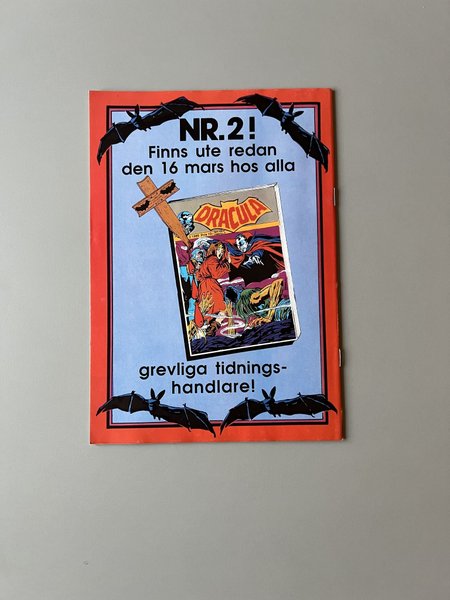 NR.2!
Finns ute redan
den 16 mars hos alla
DRACULA
grevliga tidnings-
handlare!